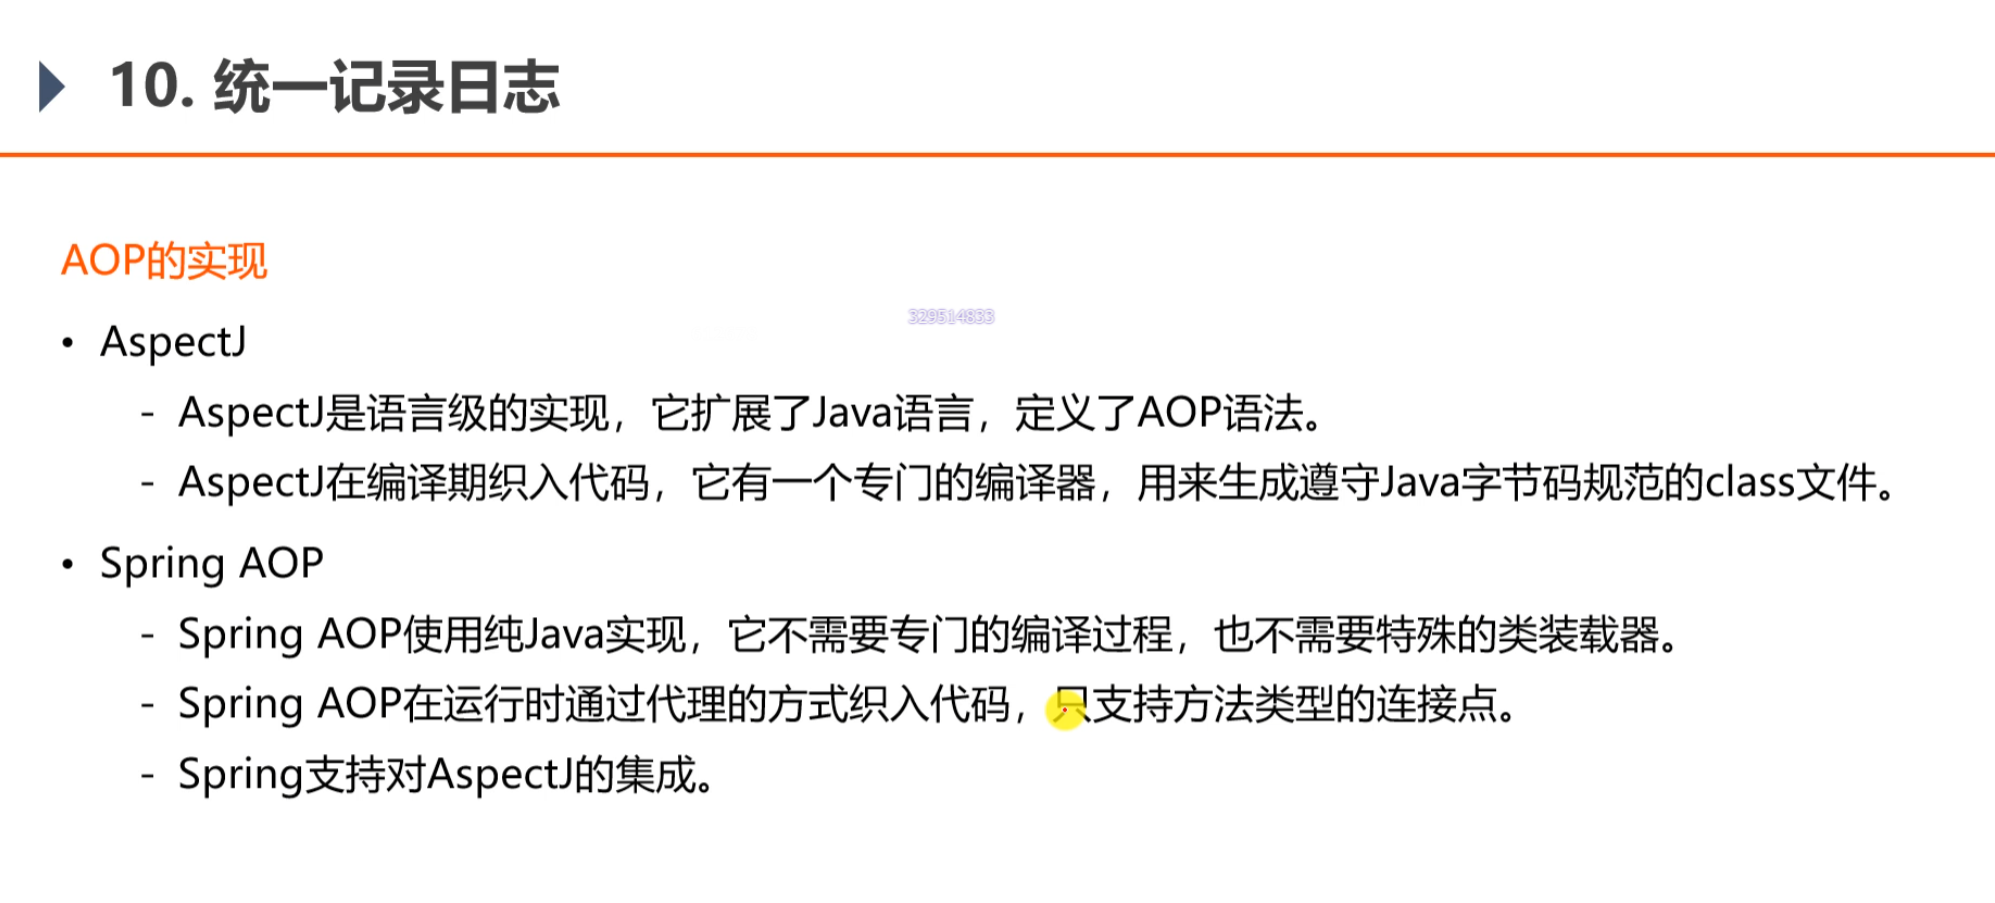 10. 统一记录日志
AOP的实现
329514833
• AspectJ
- AspectJ是语言级的实现，它扩展了Java语言，定义了AOP语法。
- AspectJ在编译期织入代码，它有一个专门的编译器，用来生成遵守Java字节码规范的class文件。
• Spring AOP
- Spring AOP使用纯Java实现，它不需要专门的编译过程，也不需要特殊的类装载器。
- Spring AOP在运行时通过代理的方式织入代码，只支持方法类型的连接点。
- Spring支持对AspectJ的集成。